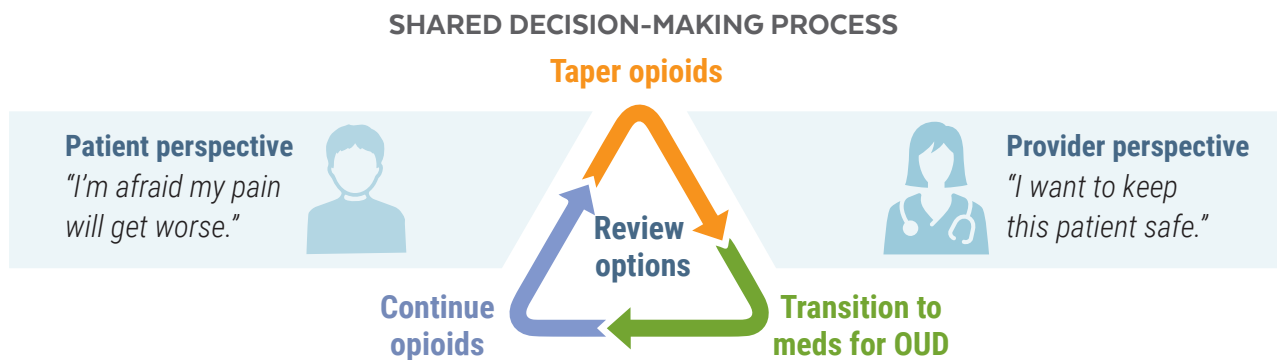 SHARED DECISION-MAKING PROCESS
Taper opioids
Patient perspective
“I’m afraid my pain
will get worse.”
Review
options
Provider perspective
“I want to keep
this patient safe.”
Continue
opioids
Transition to
meds for OUD